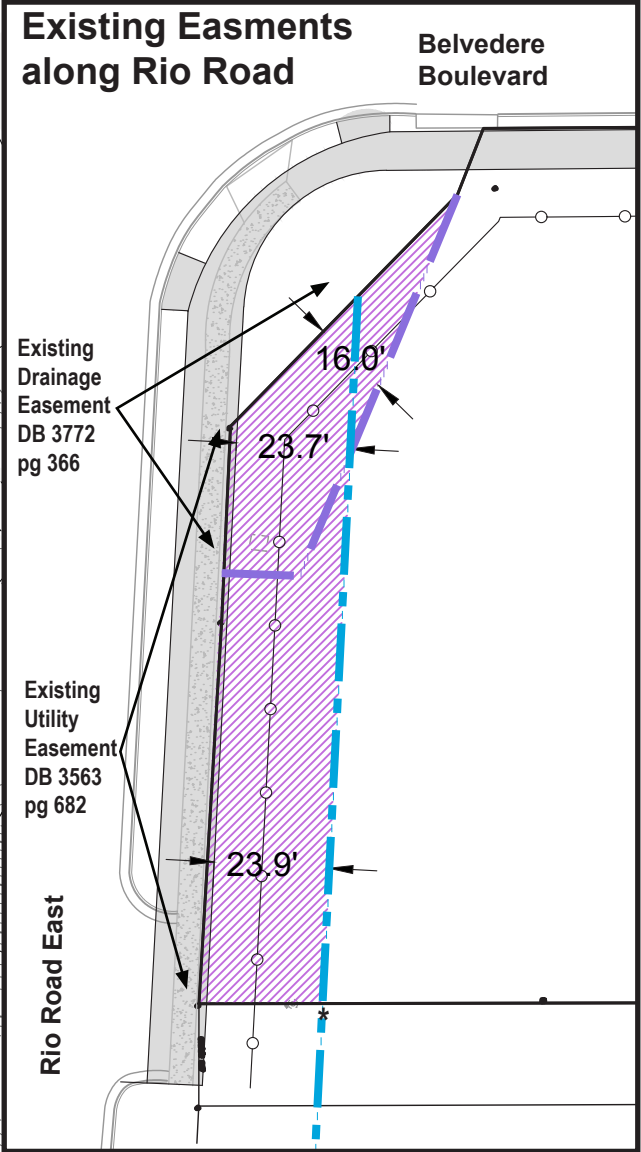 Existing Easments
along Rio Road
Belvedere
Boulevard
Existing
Drainage
Easement
DB 3772
pg 366
16.0'
23.7'
Existing
Utility
Easement
DB 3563
pg 682
23.9'
Rio Road East
*